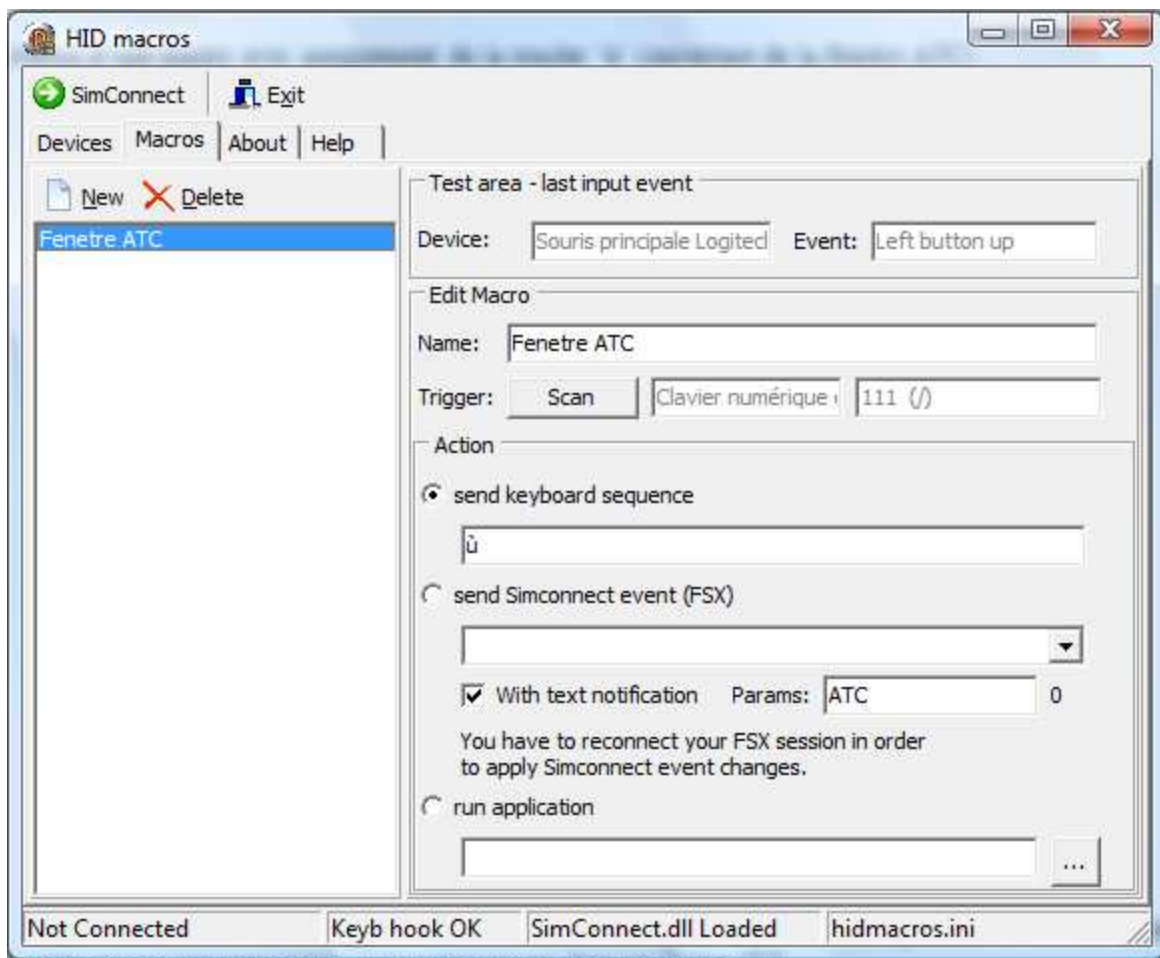 HID macros
SimConnect Exit
Devices Macros About Help
New Delete
Fenetre ATC
Test area - last input event
Device: Souris principale Logitec Event: Left button up
Edit Macro
Name: Fenetre ATC
Trigger: Scan Clavier numérique 111 (/)
Action
send keyboard sequence
ù
send Simconnect event (FSX)
With text notification Params: ATC 0
You have to reconnect your FSX session in order
to apply Simconnect event changes.
run application
...
Not Connected Keyb hook OK SimConnect.dll Loaded hidmacros.ini